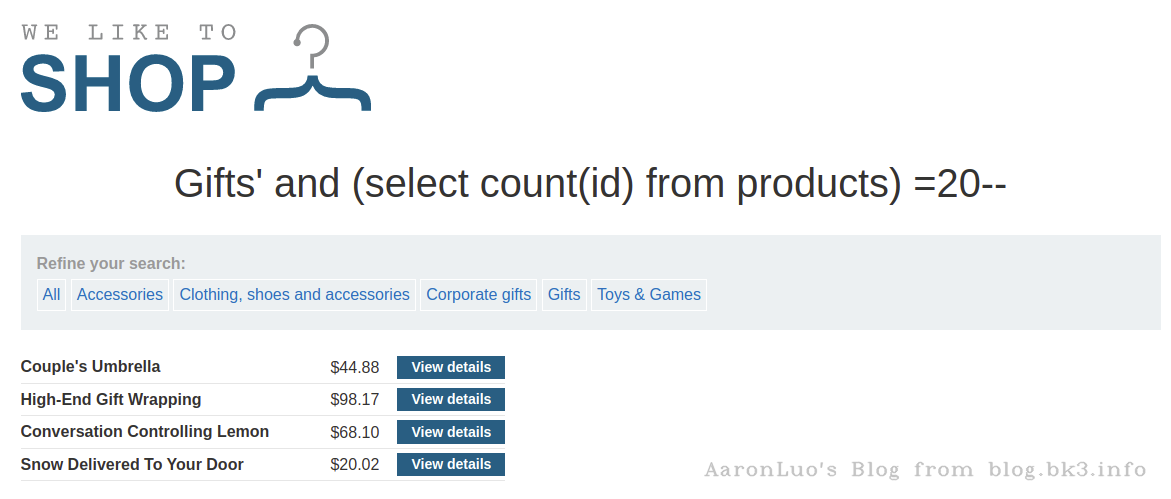 WE LIKE TO
SHOP
Gifts' and (select count(id) from products) =20--
Refine your search:
All Accessories Clothing, shoes and accessories Corporate gifts Gifts Toys & Games
Couple's Umbrella $44.88 View details
High-End Gift Wrapping $98.17 View details
Conversation Controlling Lemon $68.10 View details
Snow Delivered To Your Door $20.02 View details
AaronLuo's Blog from blog.bk3.info